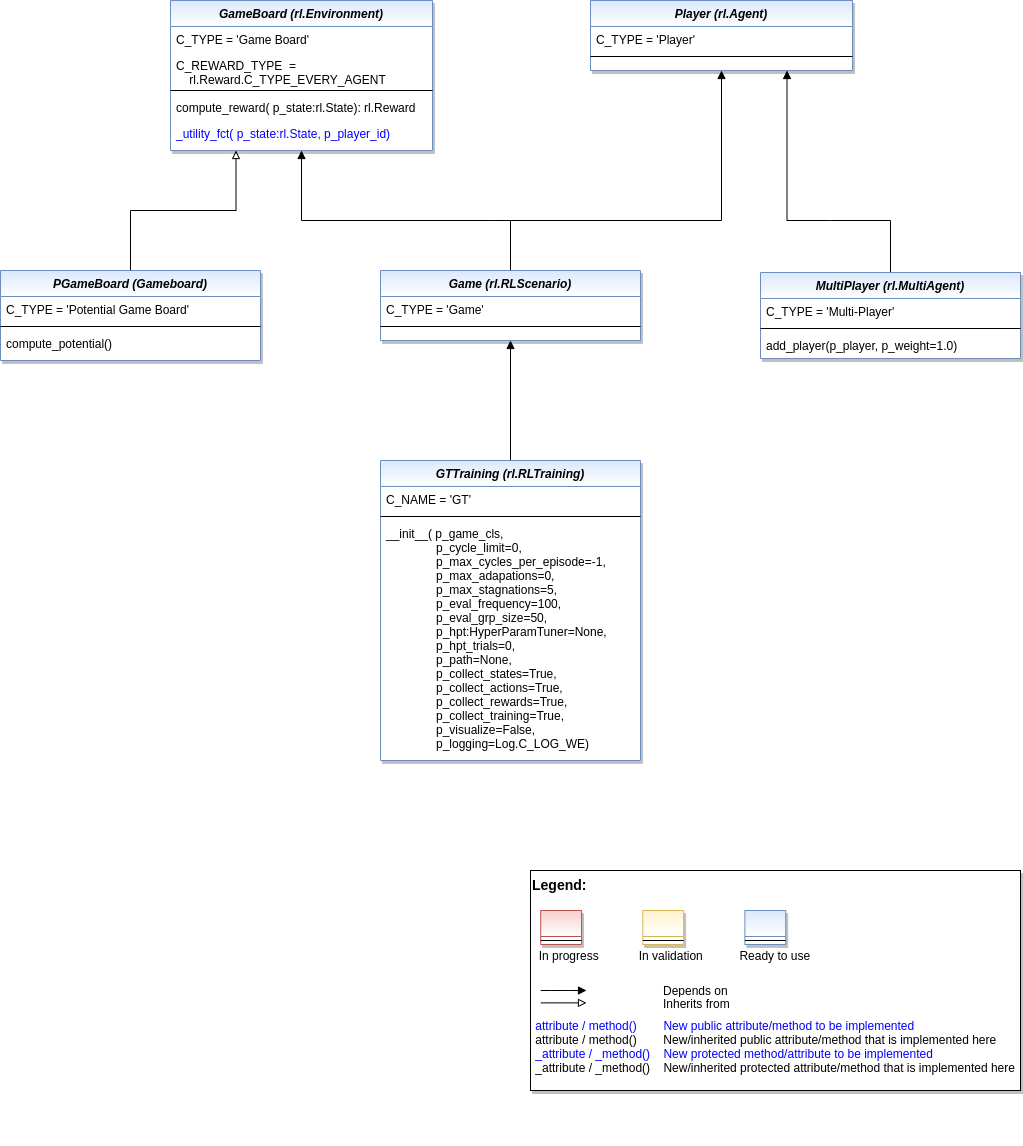 GameBoard (rl.Environment)
C_TYPE = 'Game Board'
C_REWARD_TYPE  =
rl.Reward.C_TYPE_EVERY_AGENT
compute_reward( p_state:rl.State): rl.Reward
_utility_fct( p_state:rl.State, p_player_id)
Player (rl.Agent)
C_TYPE = 'Player'
PGameBoard (Gameboard)
C_TYPE = 'Potential Game Board'
compute_potential()
Game (rl.RLScenario)
C_TYPE = 'Game'
MultiPlayer (rl.MultiAgent)
C_TYPE = 'Multi-Player'
add_player(p_player, p_weight=1.0)
GTTraining (rl.RLTraining)
C_NAME = 'GT'
__init__( p_game_cls,
p_cycle_limit=0,
p_max_cycles_per_episode=-1,
p_max_adapations=0,
p_max_stagnations=5,
p_eval_frequency=100,
p_eval_grp_size=50,
p_hpt:HyperParamTuner=None,
p_hpt_trials=0,
p_path=None,
p_collect_states=True,
p_collect_actions=True,
p_collect_rewards=True,
p_collect_training=True,
p_visualize=False,
p_logging=Log.C_LOG_WE)
Legend:
In progress
In validation
Ready to use
Depends on
Inherits from
attribute / method() New public attribute/method to be implemented
attribute / method() New/inherited public attribute/method that is implemented here
_attribute / _method() New protected method/attribute to be implemented
_attribute / _method() New/inherited protected attribute/method that is implemented here